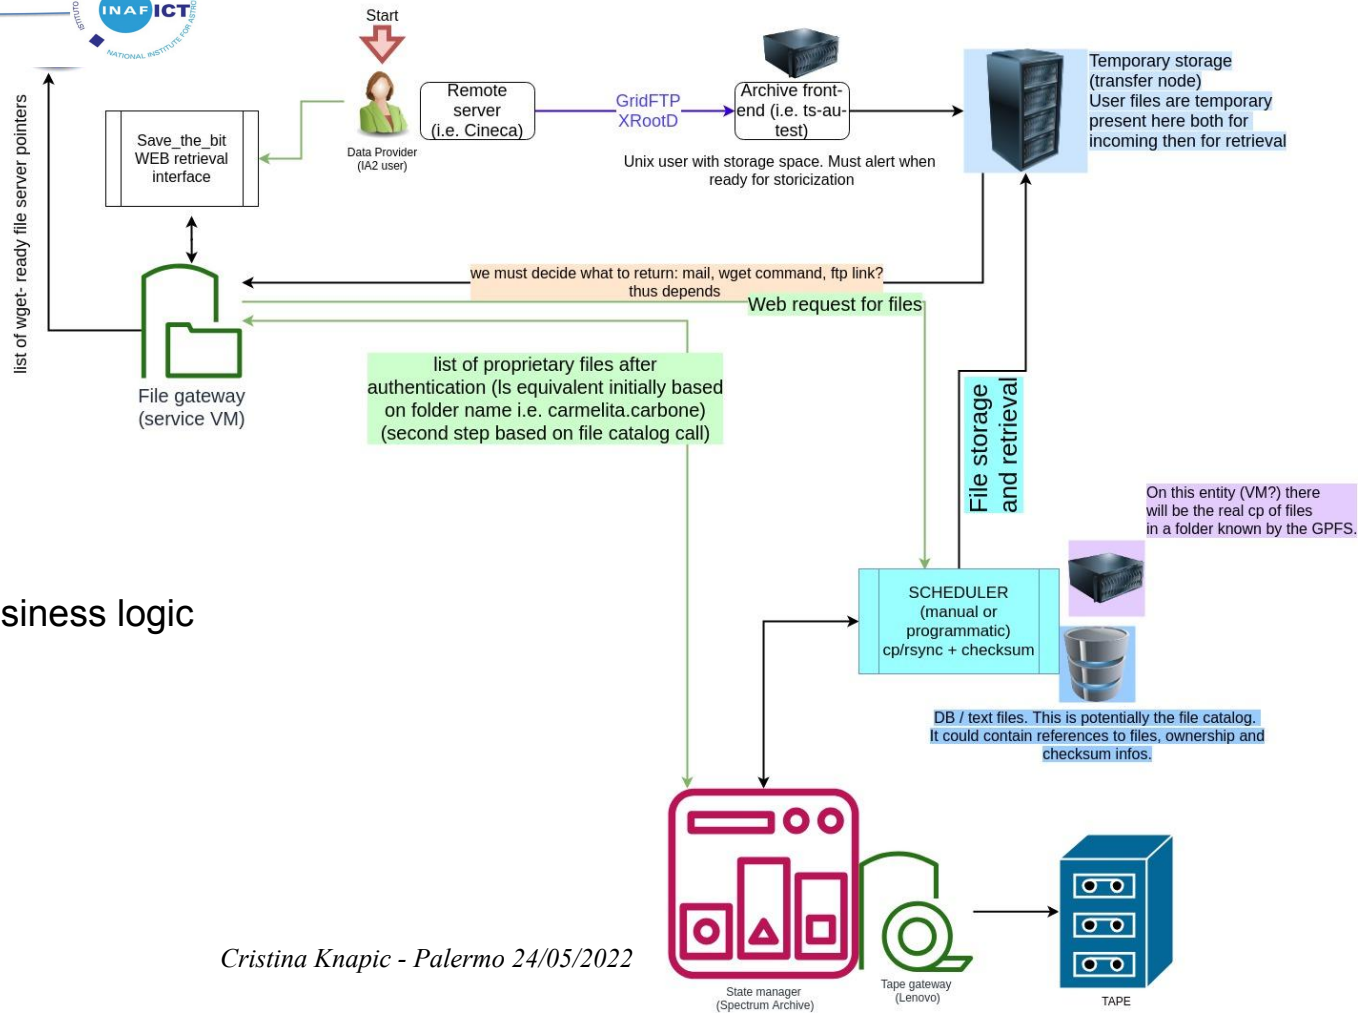 INAF ICT
ISTITUTO
NATIONAL INSTITUTE FOR ASTRO
Start
Remote
server
(i.e. Cineca)
GridFTP
XRootD
Archive front-
end (i.e. ts-au-
test)
Temporary storage
(transfer node)
User files are temporary
present here both for
incoming then for retrieval
Data Provider
(IA2 user)
Unix user with storage space. Must alert when
ready for storicization
Save_the_bit
WEB retrieval
interface
list of wget- ready file server pointers
we must decide what to return: mail, wget command, ftp link?
thus depends
Web request for files
File gateway
(service VM)
list of proprietary files after
authentication (ls equivalent initially based
on folder name i.e. carmelita.carbone)
(second step based on file catalog call)
File storage
and retrieval
On this entity (VM?) there
will be the real cp of files
in a folder known by the GPFS.
siness logic
SCHEDULER
(manual or
programmatic)
cp/rsync + checksum
DB / text files. This is potentially the file catalog.
It could contain references to files, ownership and
checksum infos.
Cristina Knapic - Palermo 24/05/2022
State manager
(Spectrum Archive)
Tape gateway
(Lenovo)
TAPE